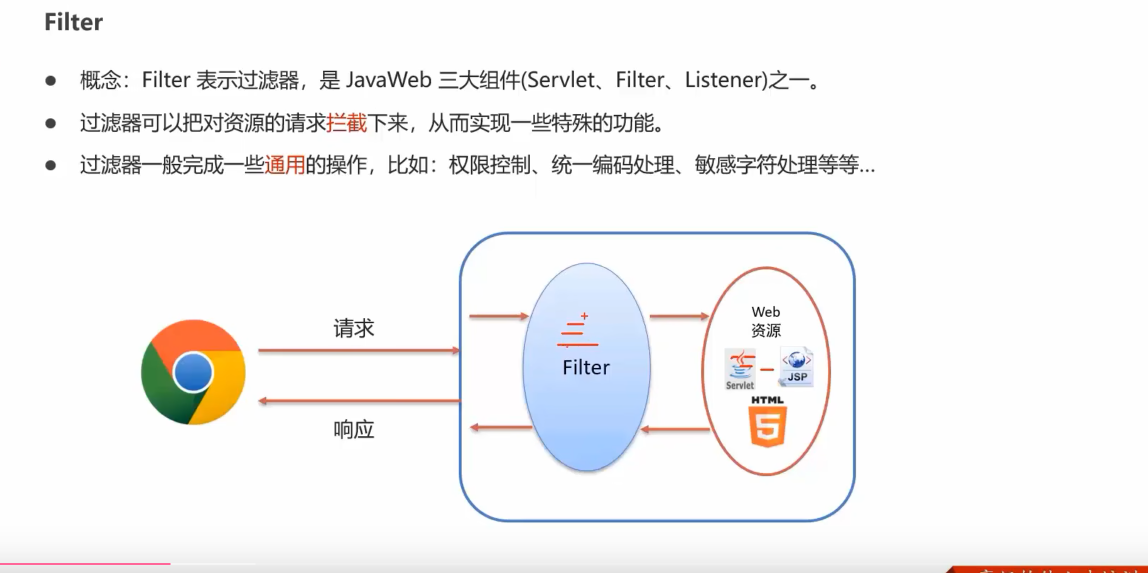 Filter
● 概念：Filter 表示过滤器，是 JavaWeb 三大组件(Servlet、Filter、Listener)之一。
● 过滤器可以把对资源的请求拦截下来，从而实现一些特殊的功能。
● 过滤器一般完成一些通用的操作，比如：权限控制、统一编码处理、敏感字符处理等等...
Web
资源
请求
Filter
Servlet
JSP
HTML
5
响应